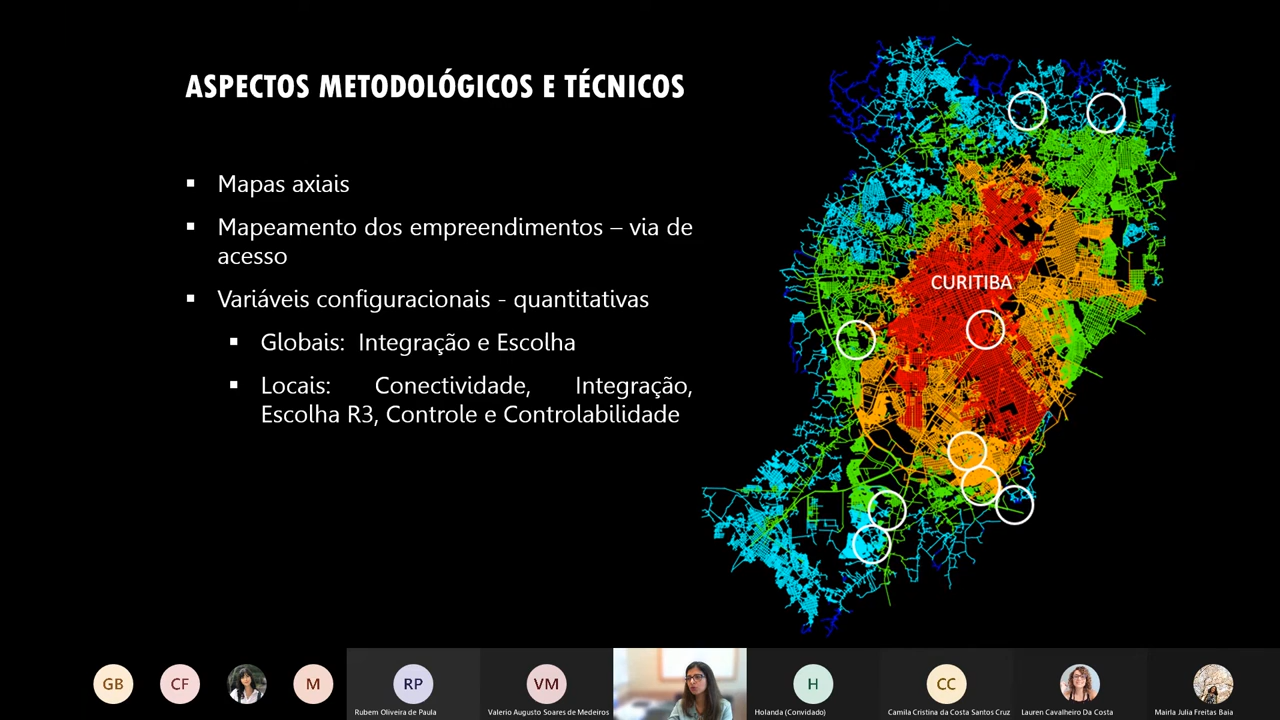 ASPECTOS METODOLÓGICOS E TÉCNICOS
▪ Mapas axiais
▪ Mapeamento dos empreendimentos – via de
acesso
▪ Variáveis configuracionais - quantitativas
▪ Globais: Integração e Escolha
▪ Locais: Conectividade, Integração,
Escolha R3, Controle e Controlabilidade
CURITIBA
GB CF M RP VM H CC
Rubem Oliveira de Paula
Valerio Augusto Soares de Medeiros
Holanda (Convidado)
Camila Cristina da Costa Santos Cruz
Lauren Cavalheiro Da Costa
Mairla Julia Freitas Baia